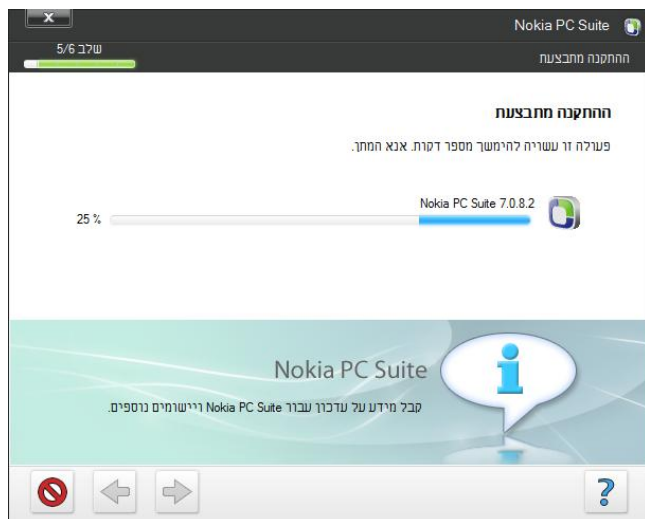 Nokia PC Suite
x
ההתקנה מתבצעת
שלב 5/6
ההתקנה מתבצעת
פעולה זו עשויה להימשך מספר דקות. אנא המתן.
Nokia PC Suite 7.0.8.2
25 %
Nokia PC Suite
קבל מידע על עדכון עבור Nokia PC Suite ויישומים נוספים.